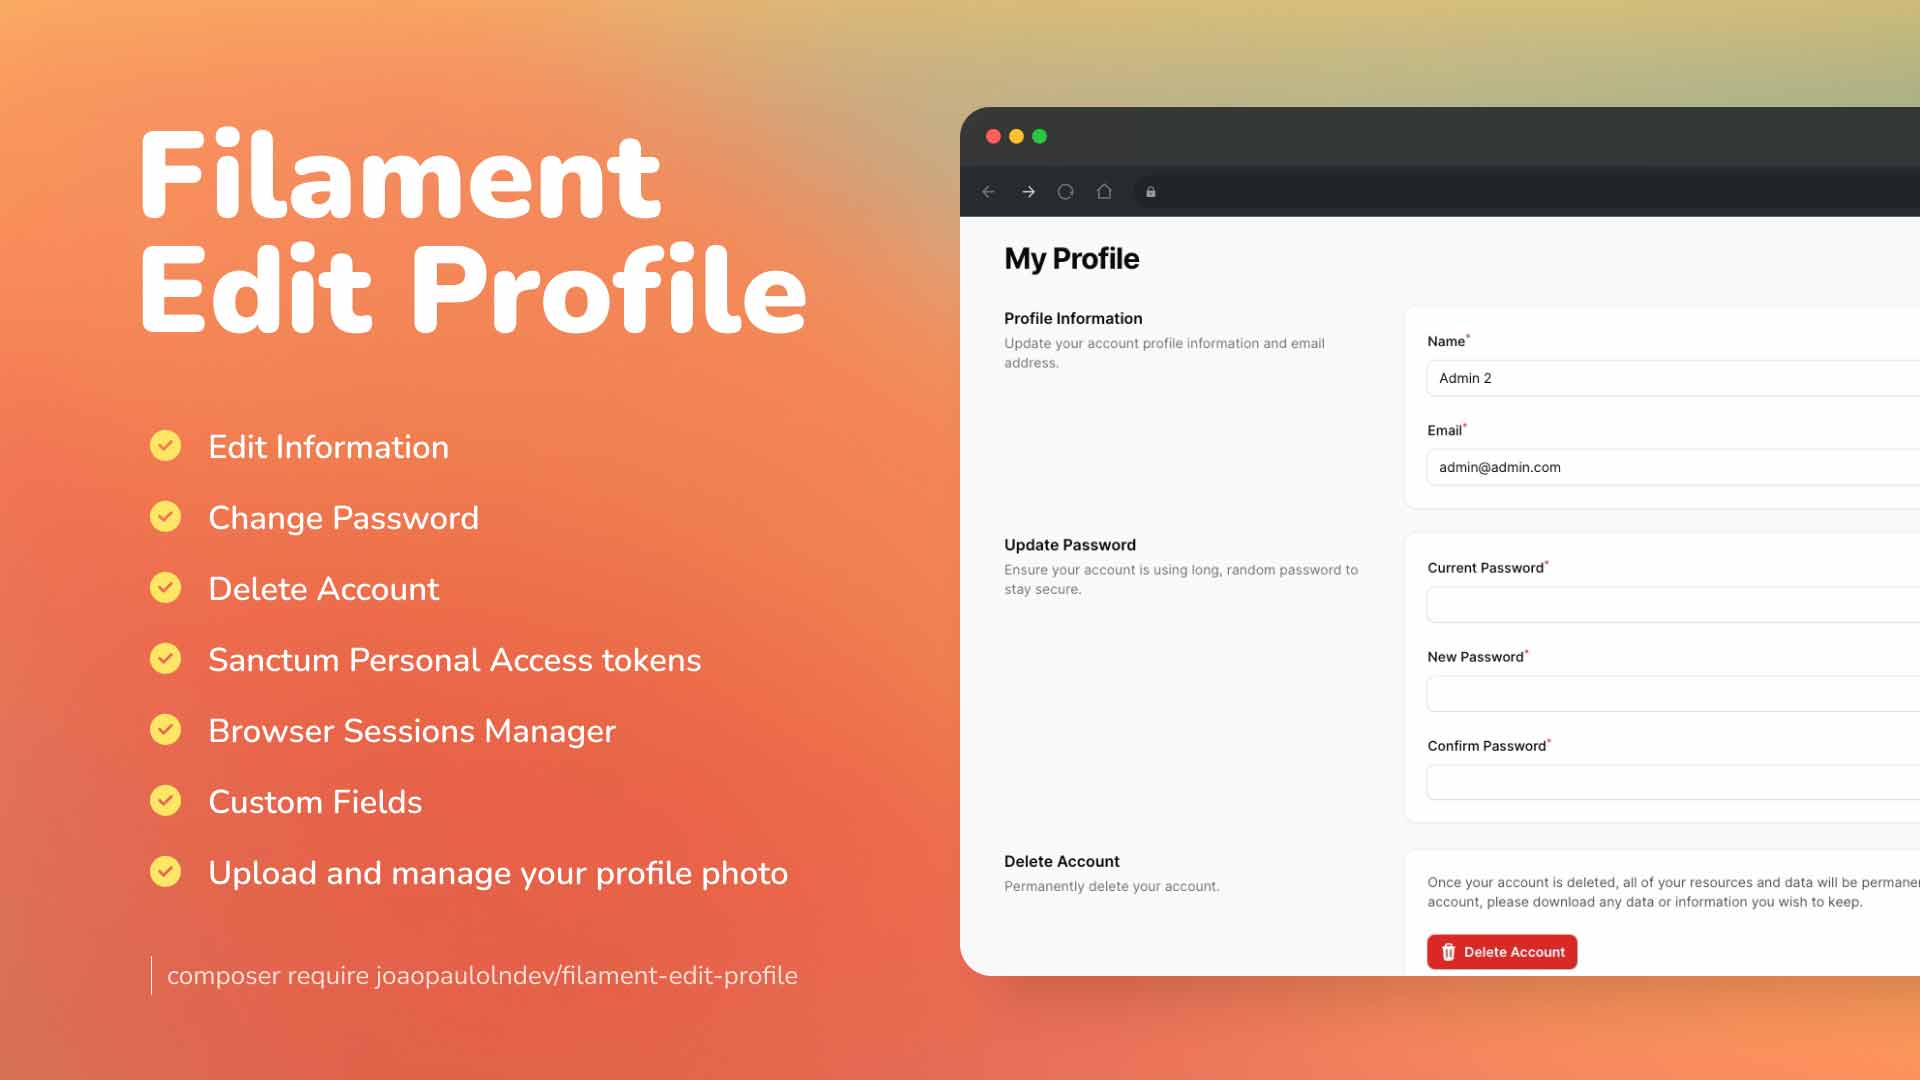 Filament
Edit Profile
Edit Information
Change Password
Delete Account
Sanctum Personal Access tokens
Browser Sessions Manager
Custom Fields
Upload and manage your profile photo
composer require joaopaulolndev/filament-edit-profile
My Profile
Profile Information
Update your account profile information and email
address.
Name*
Admin 2
Email*
admin@admin.com
Update Password
Ensure your account is using long, random password to
stay secure.
Current Password*
New Password*
Confirm Password*
Delete Account
Permanently delete your account.
Once your account is deleted, all of your resources and data will be
account, please download any data or information you wish to keep.
Delete Account